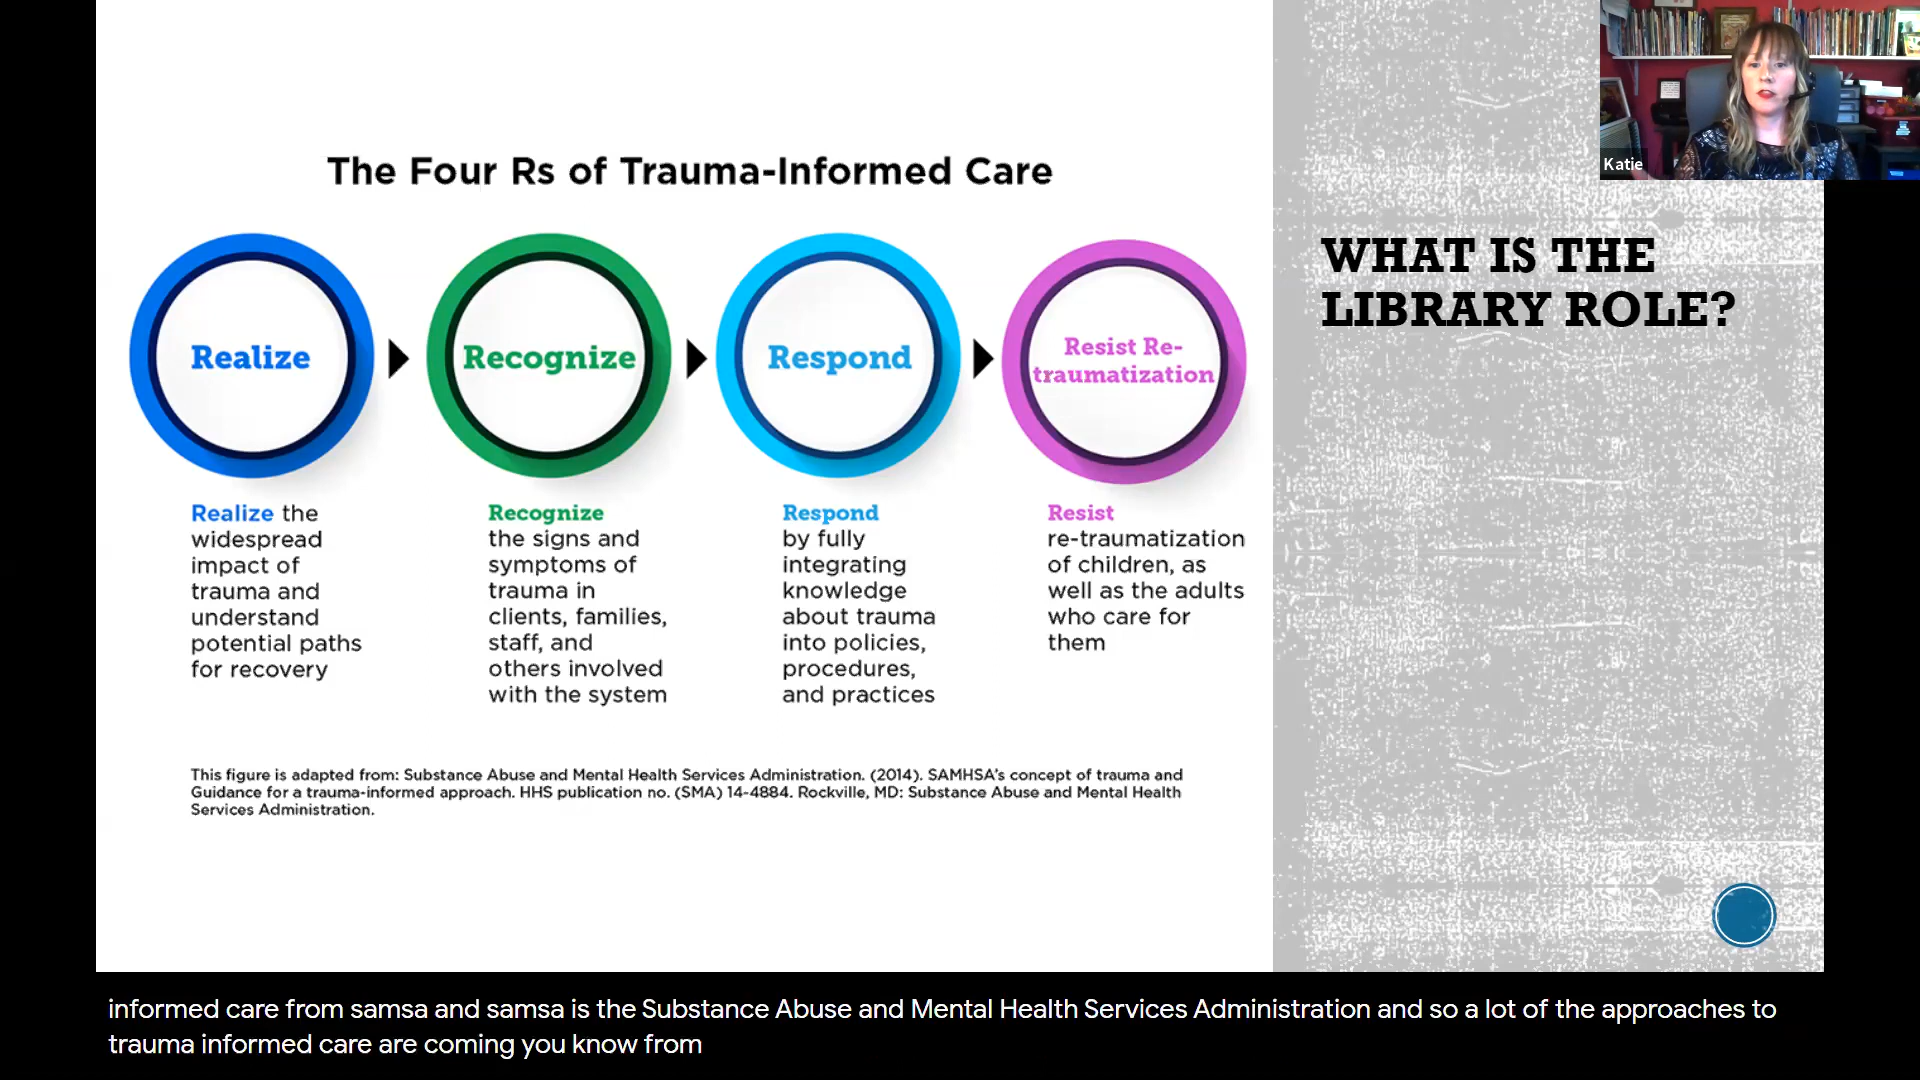 Katie
The Four Rs of Trauma-Informed Care
Realize
Recognize
Respond
Resist Re-
traumatization
Realize the
widespread
impact of
trauma and
understand
potential paths
for recovery
Recognize
the signs and
symptoms of
trauma in
clients, families,
staff, and
others involved
with the system
Respond
by fully
integrating
knowledge
about trauma
into policies,
procedures,
and practices
Resist
re-traumatization
of children, as
well as the adults
who care for
them
This figure is adapted from: Substance Abuse and Mental Health Services Administration. (2014). SAMHSA's concept of trauma and
Guidance for a trauma-informed approach. HHS publication no. (SMA) 14-4884. Rockville, MD: Substance Abuse and Mental Health
Services Administration.
WHAT IS THE
LIBRARY ROLE?
informed care from samsa and samsa is the Substance Abuse and Mental Health Services Administration and so a lot of the approaches to
trauma informed care are coming you know from